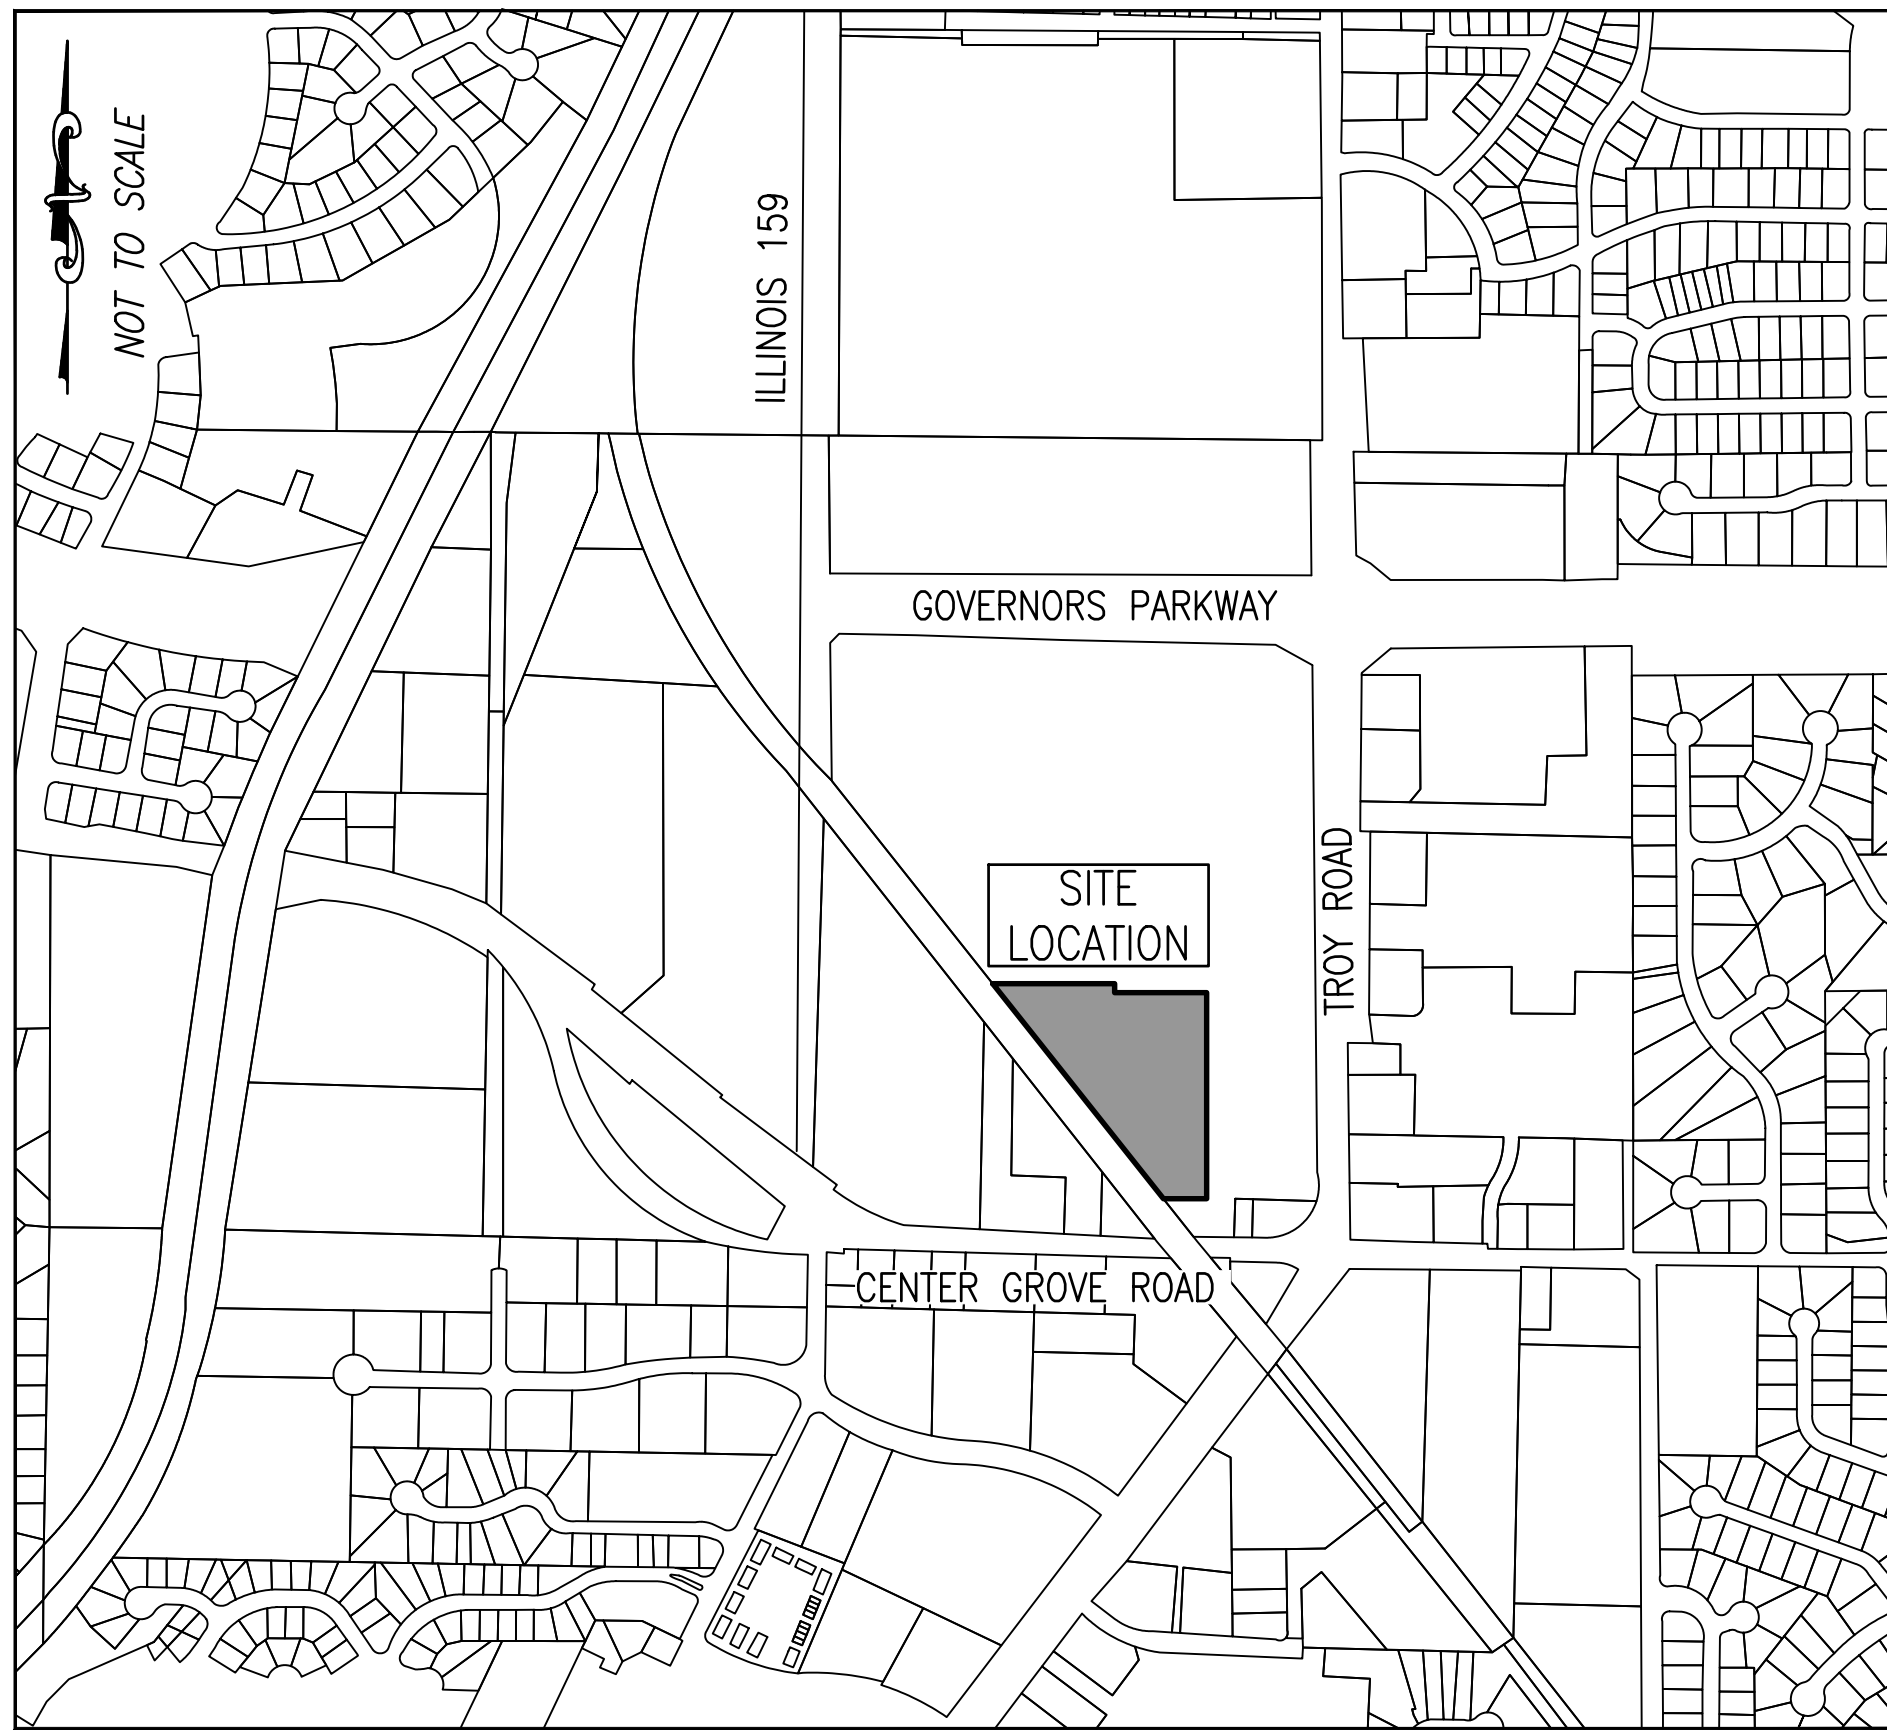 NOT TO SCALE
ILLINOIS 159
GOVERNORS PARKWAY
SITE
LOCATION
TROY ROAD
CENTER GROVE ROAD